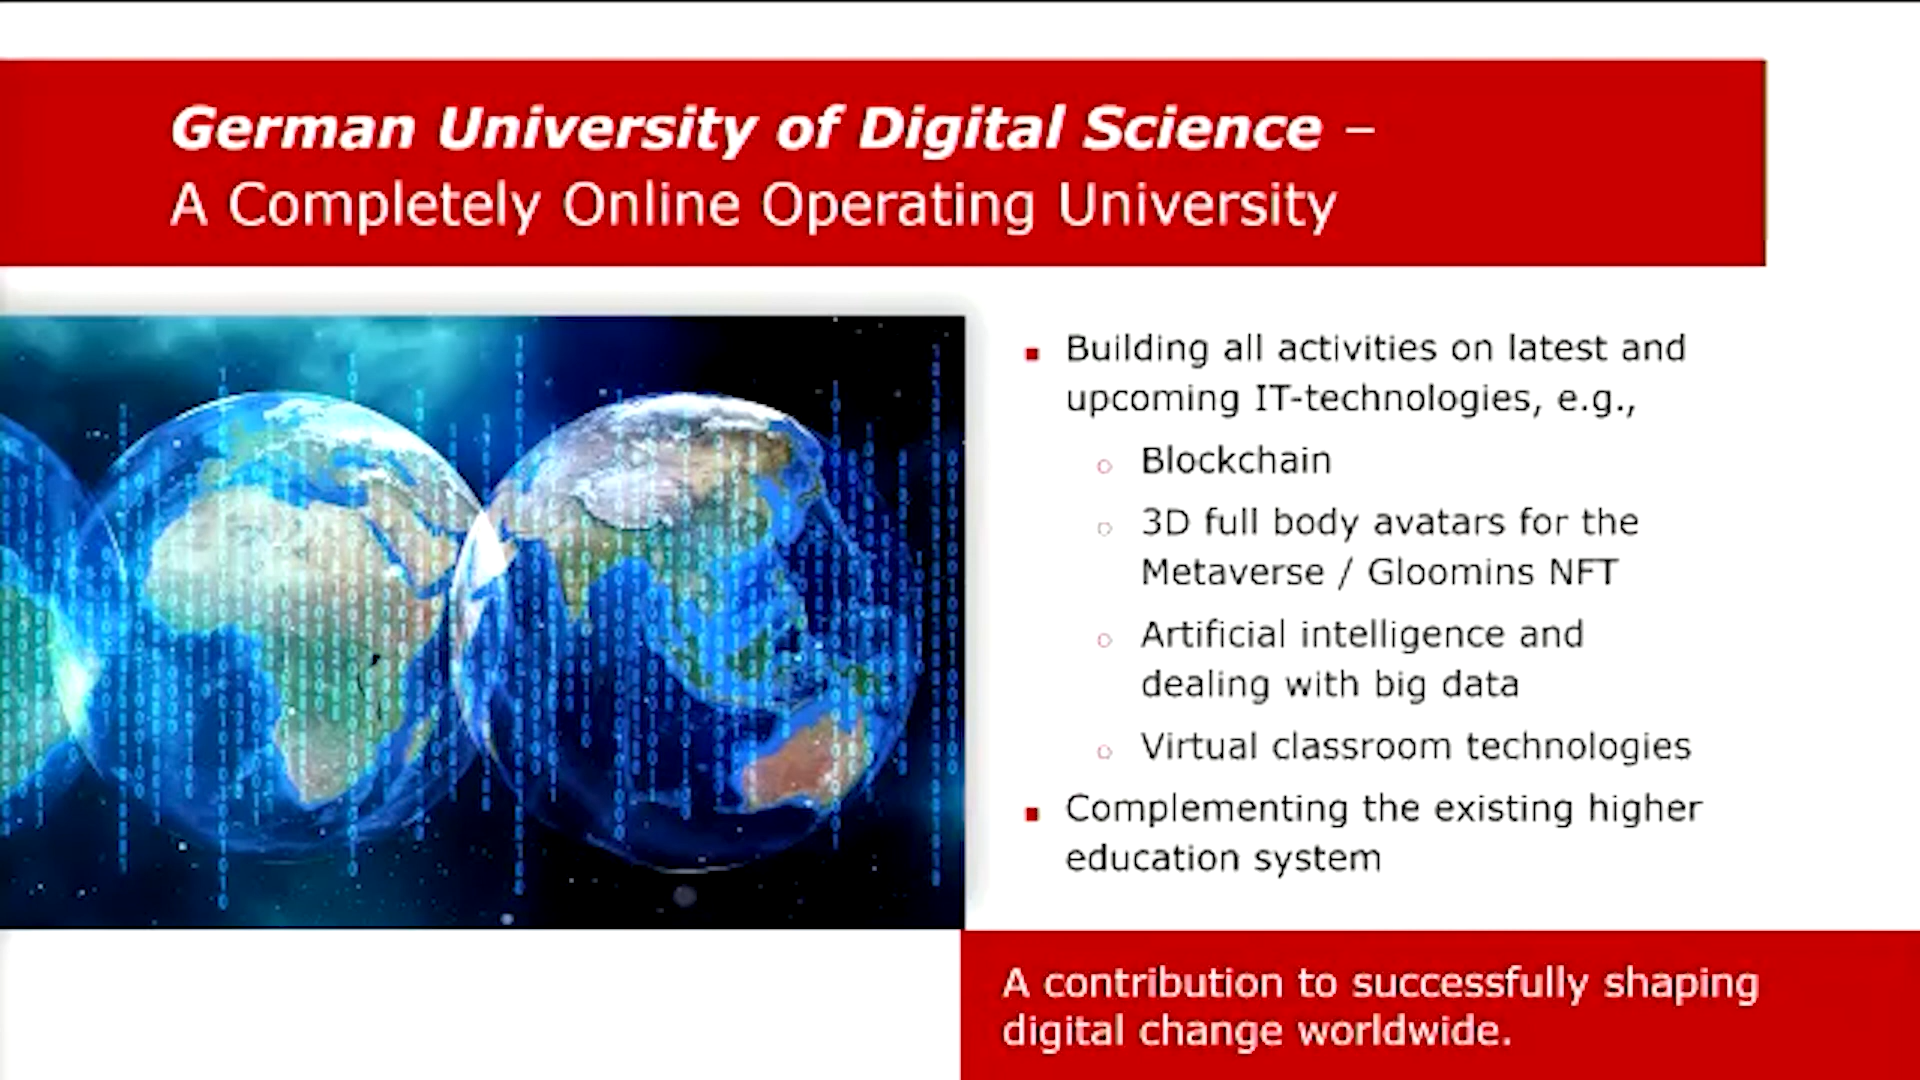 German University of Digital Science –
A Completely Online Operating University
Building all activities on latest and
upcoming IT-technologies, e.g.,
Blockchain
3D full body avatars for the
Metaverse / Gloomins NFT
Artificial intelligence and
dealing with big data
Virtual classroom technologies
Complementing the existing higher
education system
A contribution to successfully shaping
digital change worldwide.